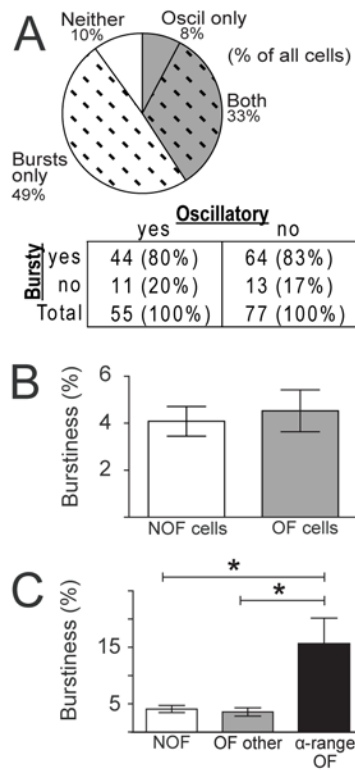 A
Neither
10%
Oscil only
8%
(% of all cells)
Both
33%
Bursts
only
49%
Oscillatory
yes no
Bursty
yes 44 (80%) 64 (83%)
no 11 (20%) 13 (17%)
Total 55 (100%) 77 (100%)
B
Burstiness (%)
6
4
2
NOF cells OF cells
C
Burstiness (%)
15
5
* 
*
NOF OF other α-range
OF